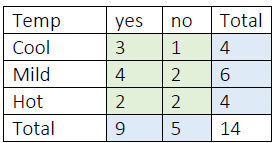 Temp yes no Total
Cool 3 1 4
Mild 4 2 6
Hot 2 2 4
Total 9 5 14